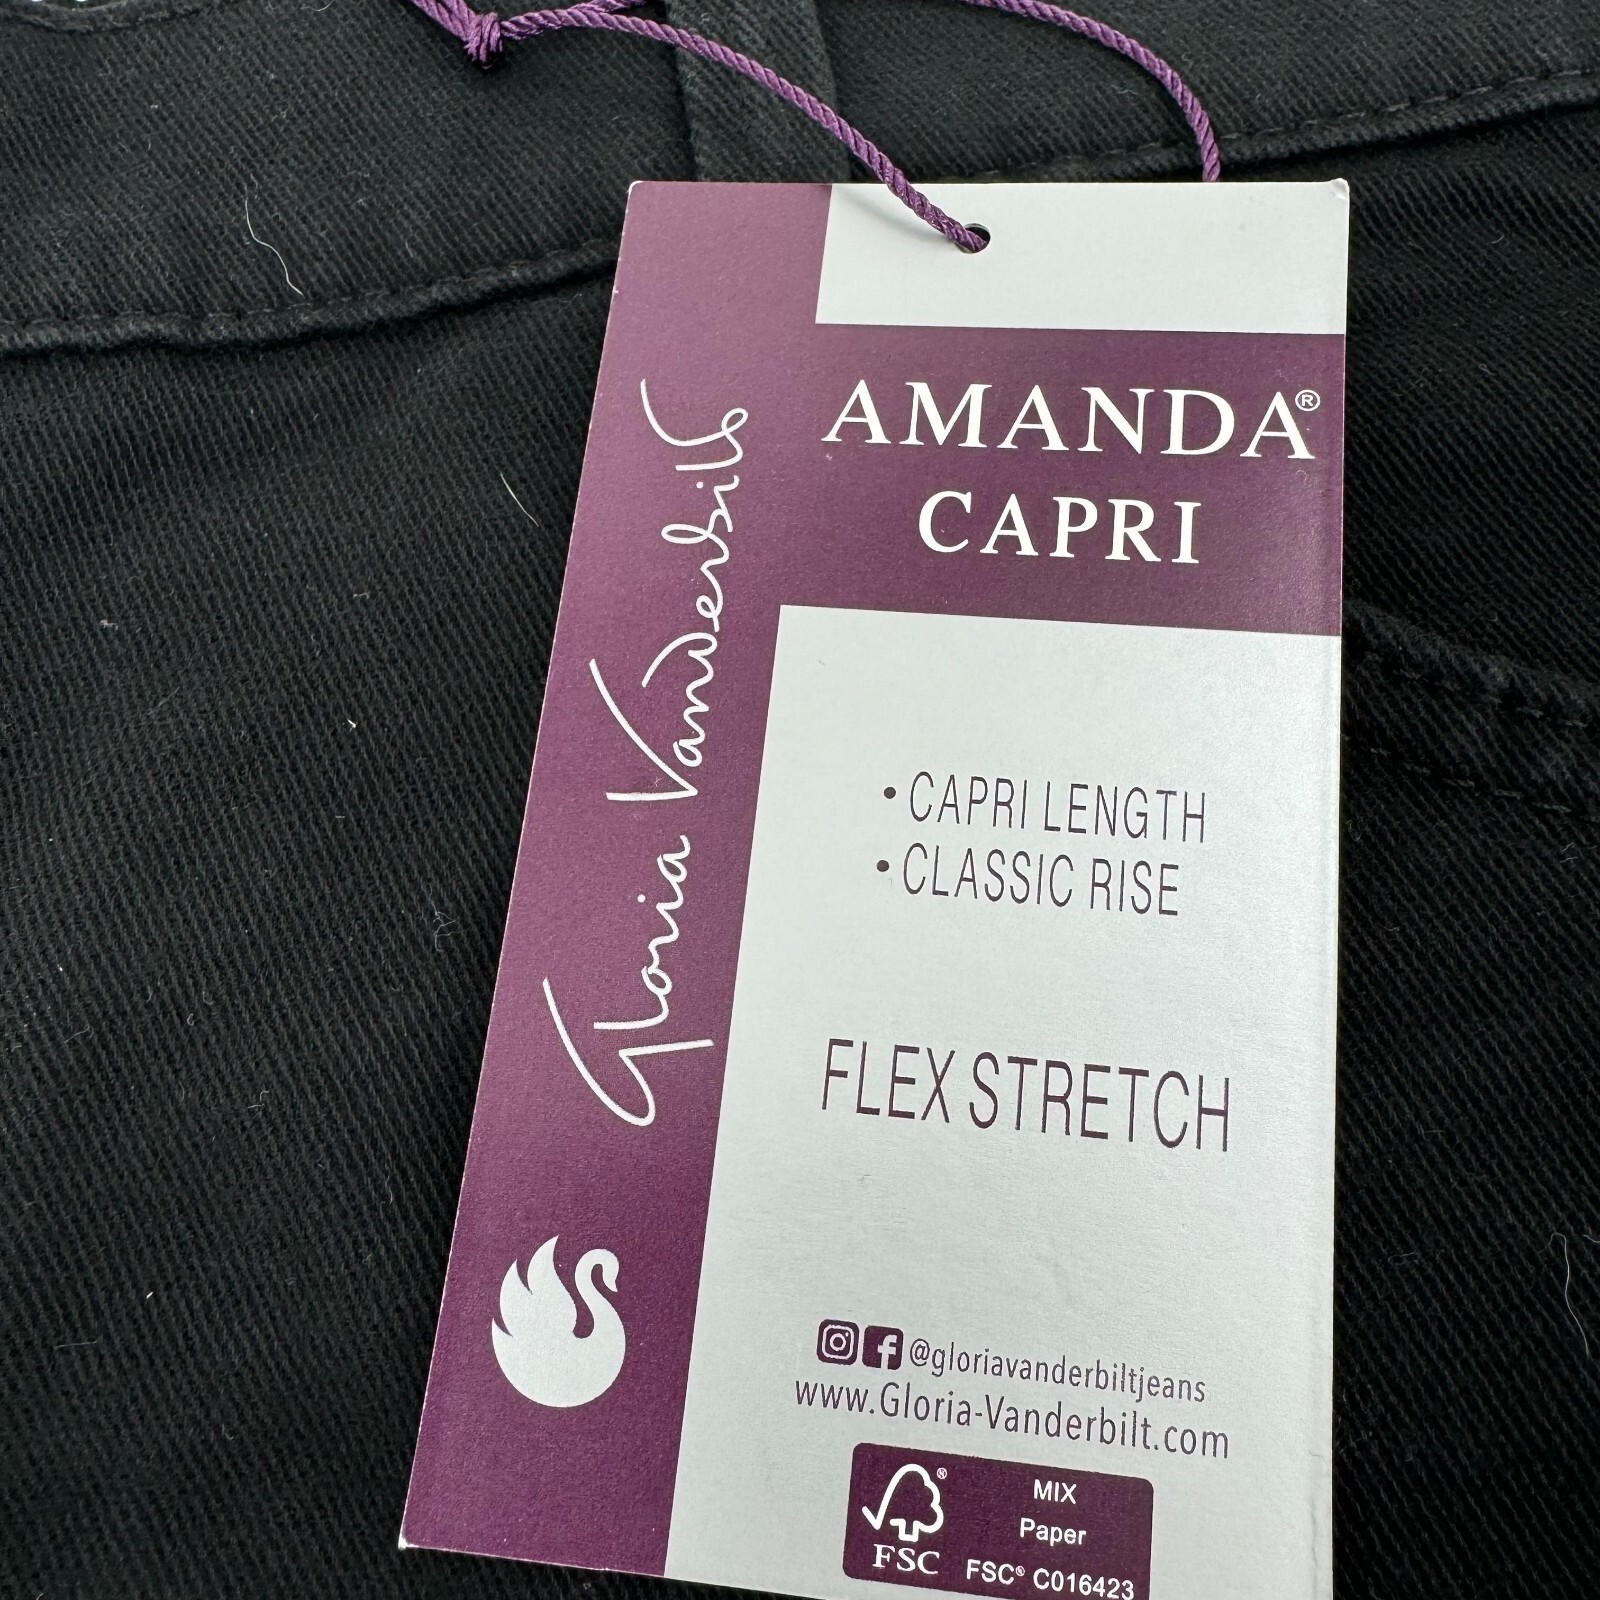 Gloria Vanderbilt
AMANDA®
CAPRI
• CAPRI LENGTH
• CLASSIC RISE
FLEX STRETCH
@gloriavanderbiltjeans
www.Gloria-Vanderbilt.com
®
FSC
MIX
Paper
FSC® C016423